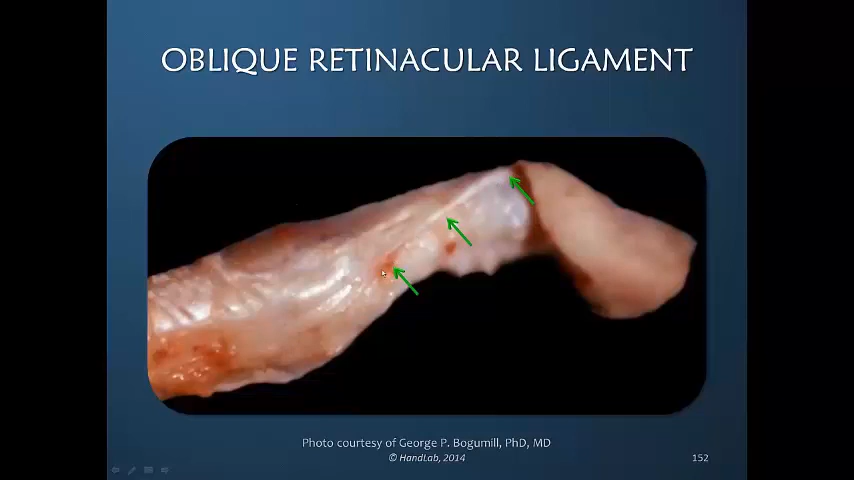 OBLIQUE RETINACULAR LIGAMENT
Photo courtesy of George P. Bogumill, PhD, MD
© HandLab, 2014
152